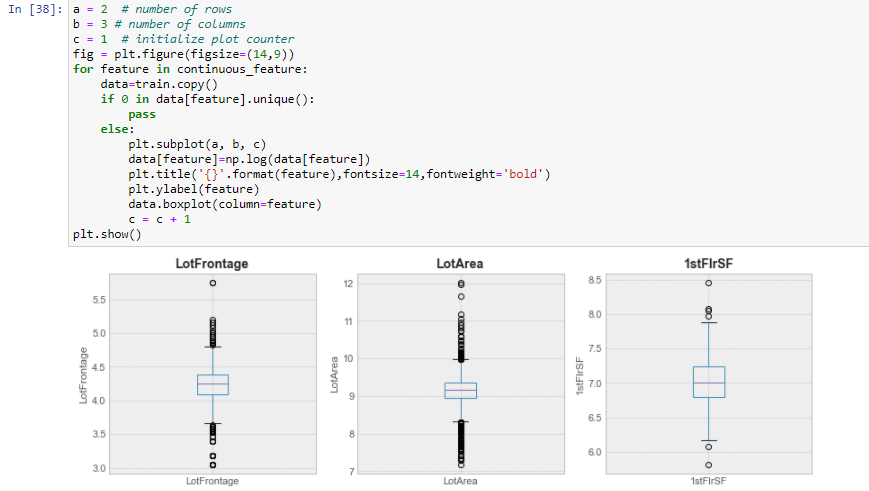 In [38]: a = 2  # number of rows
b = 3 # number of columns
c = 1  # initialize plot counter
fig = plt.figure(figsize=(14,9))
for feature in continuous_feature:
    data=train.copy()
    if 0 in data[feature].unique():
        pass
    else:
        plt.subplot(a, b, c)
        data[feature]=np.log(data[feature])
        plt.title('{}'.format(feature),fontsize=14,fontweight='bold')
        plt.ylabel(feature)
        data.boxplot(column=feature)
        c = c + 1
plt.show()
LotFrontage
5.5
5.0
4.5
4.0
3.5
3.0
LotFrontage
LotFrontage
LotArea
12
11
10
9
8
7
LotArea
LotArea
1stFlrSF
8.5
8.0
7.5
7.0
6.5
6.0
1stFlrSF
1stFlrSF